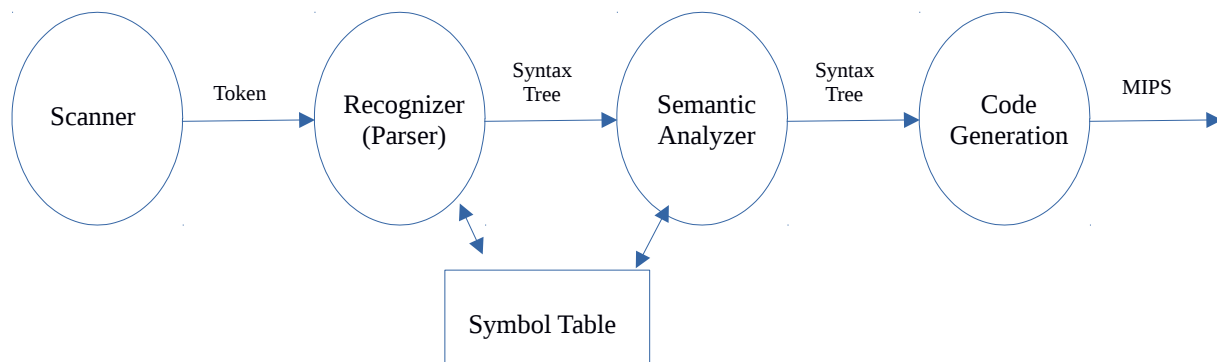 Scanner
Token
Recognizer
(Parser)
Syntax
Tree
Semantic
Analyzer
Syntax
Tree
Code
Generation
MIPS
Symbol Table